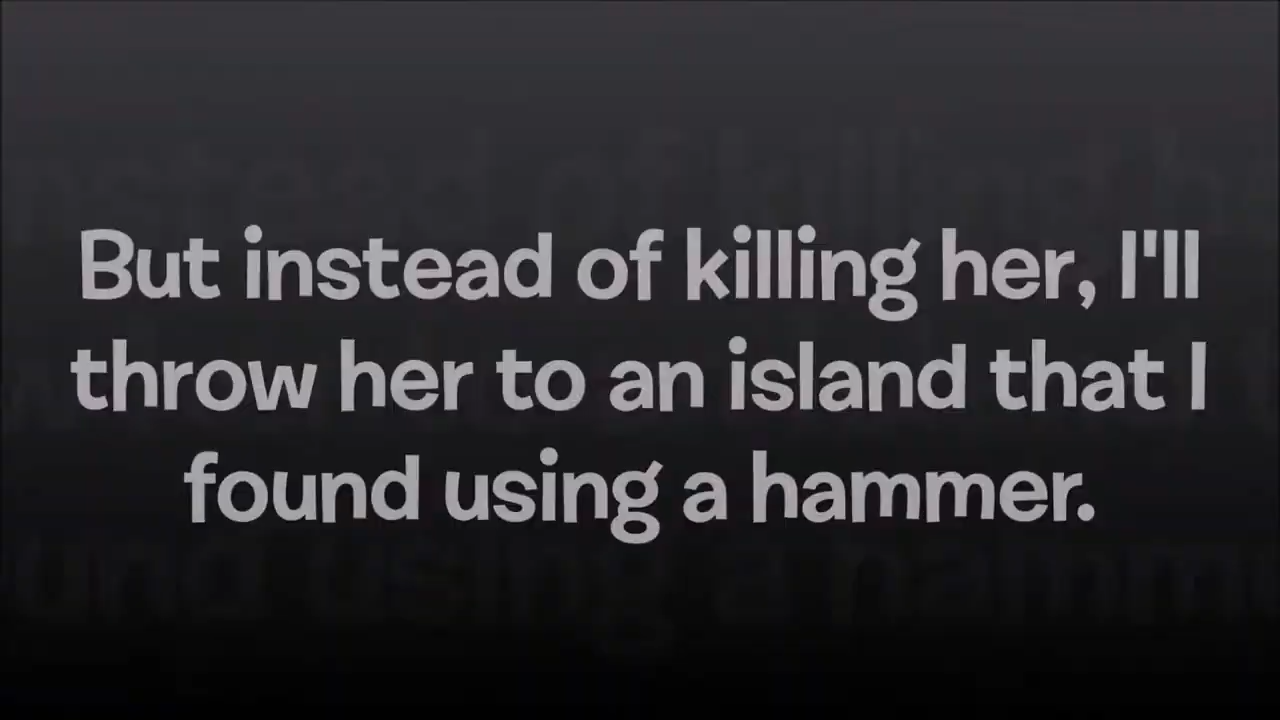 But instead of killing her, I'll
throw her to an island that I
found using a hammer.